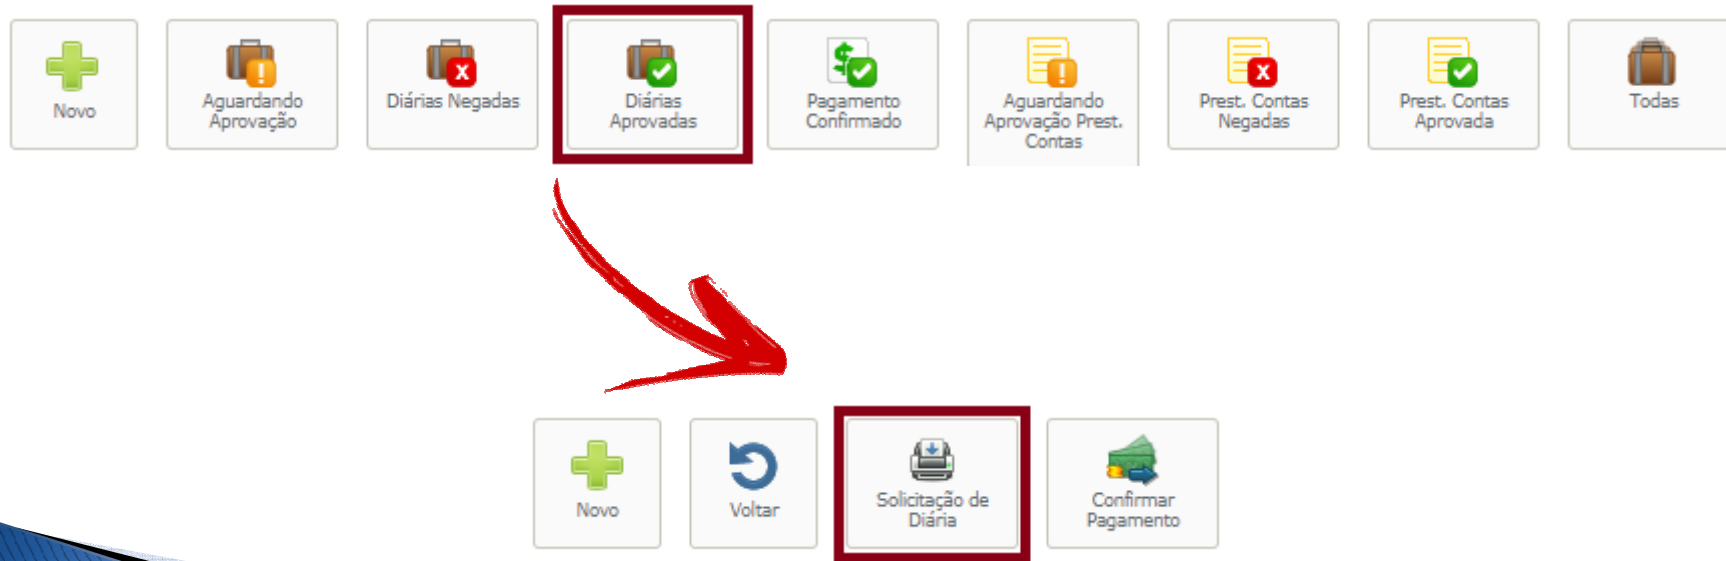 Novo
Aguardando
Aprovação
Diárias Negadas
Diárias
Aprovadas
Pagamento
Confirmado
Aguardando
Aprovação Prest.
Contas
Prest. Contas
Negadas
Prest. Contas
Aprovada
Todas
Novo
Voltar
Solicitação de
Diária
Confirmar
Pagamento